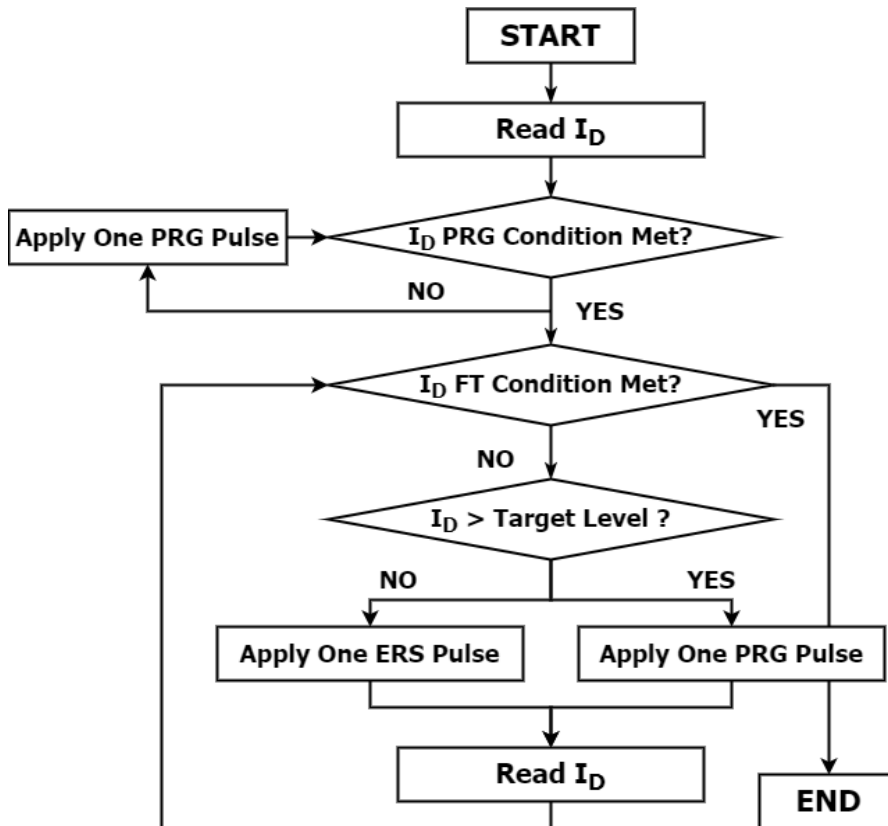 START
Read I_D
Apply One PRG Pulse
I_D PRG Condition Met?
NO
YES
I_D FT Condition Met?
YES
NO
I_D > Target Level ?
NO
YES
Apply One ERS Pulse
Apply One PRG Pulse
Read I_D
END